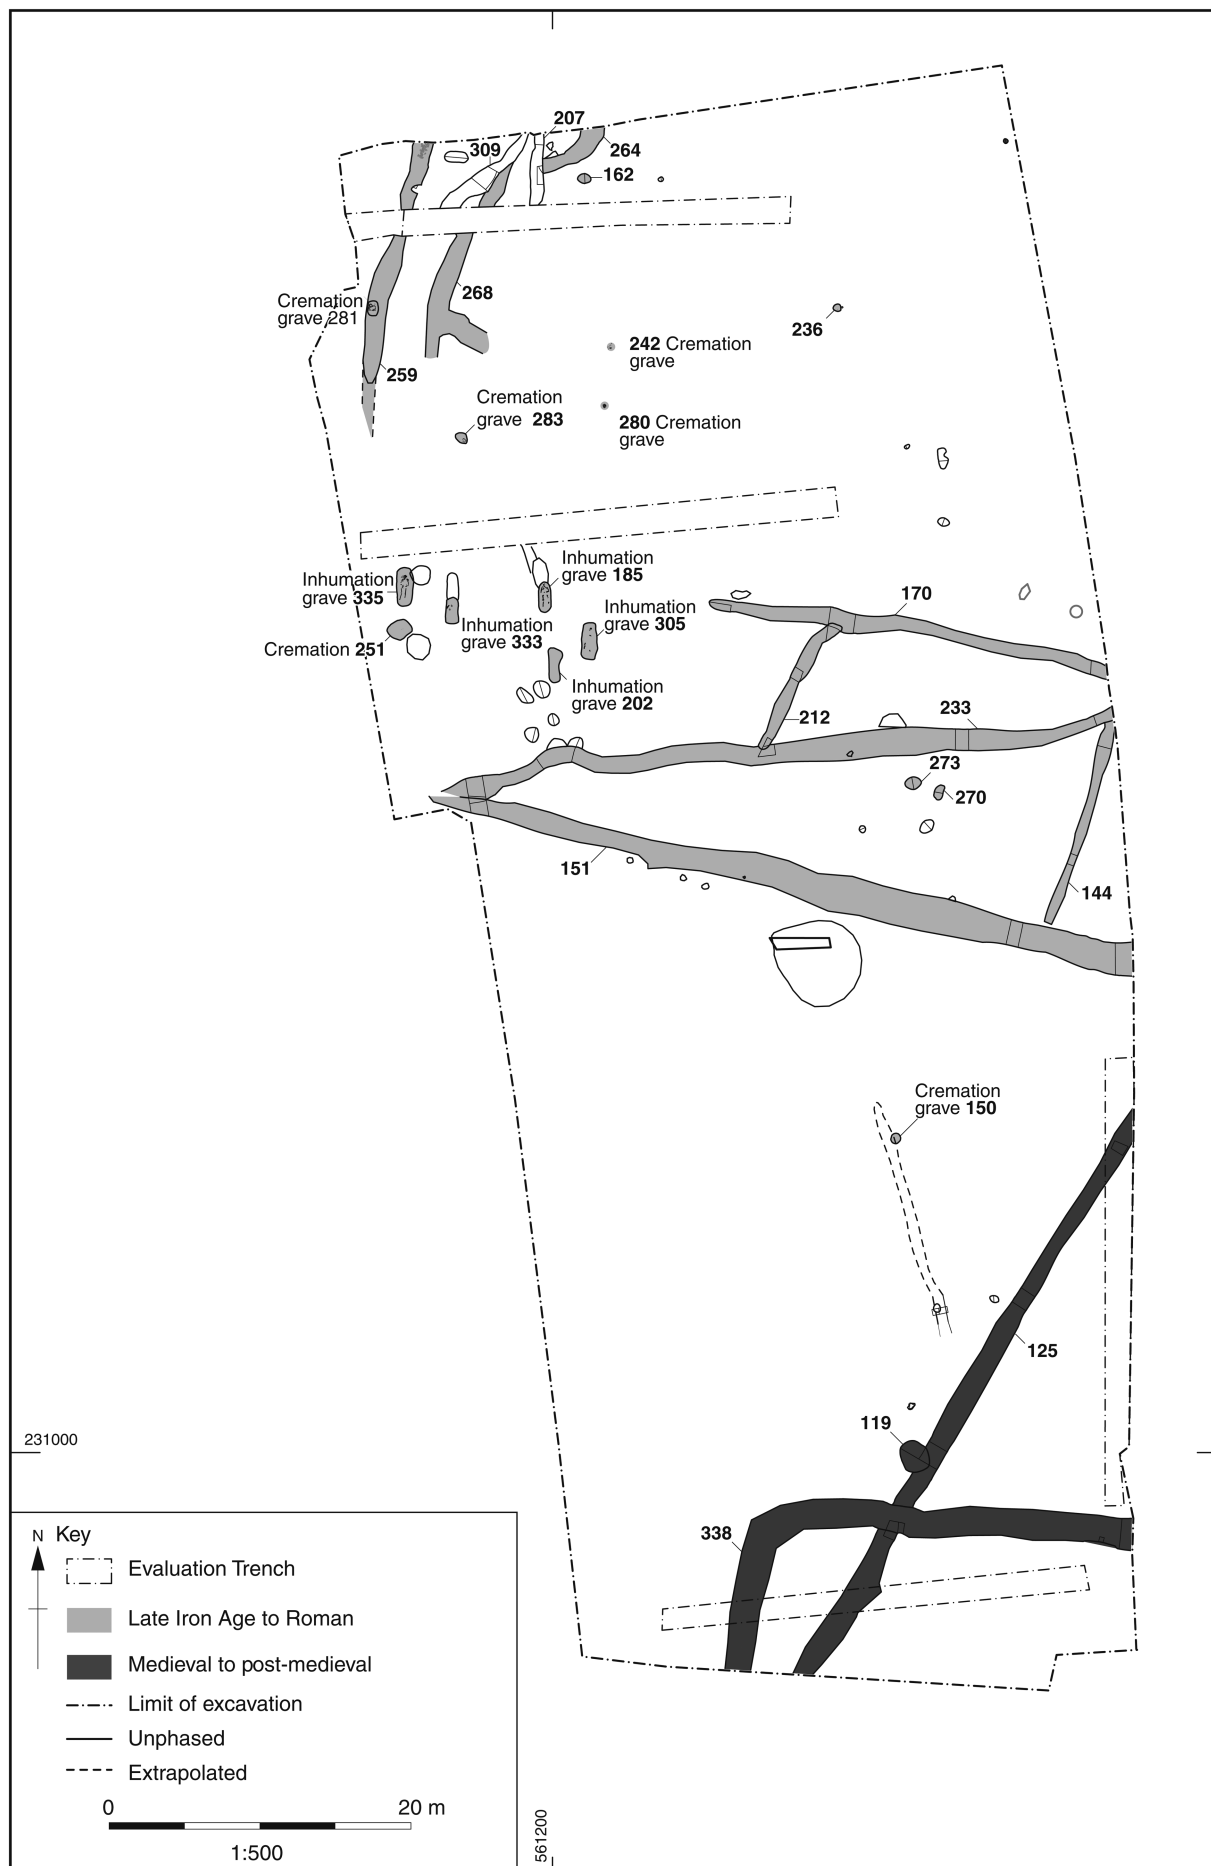 207
309
264
162
268
Cremation
grave 281
236
242 Cremation
grave
259
Cremation
grave 283
280 Cremation
grave
Inhumation
grave 185
Inhumation
grave 335
170
Inhumation
grave 305
Inhumation
grave 333
Cremation 251
Inhumation
grave 202
233
212
273
270
151
144
Cremation
grave 150
125
119
231000
338
N
Key
Evaluation Trench
Late Iron Age to Roman
Medieval to post-medieval
Limit of excavation
Unphased
Extrapolated
0
20 m
1:500
561200